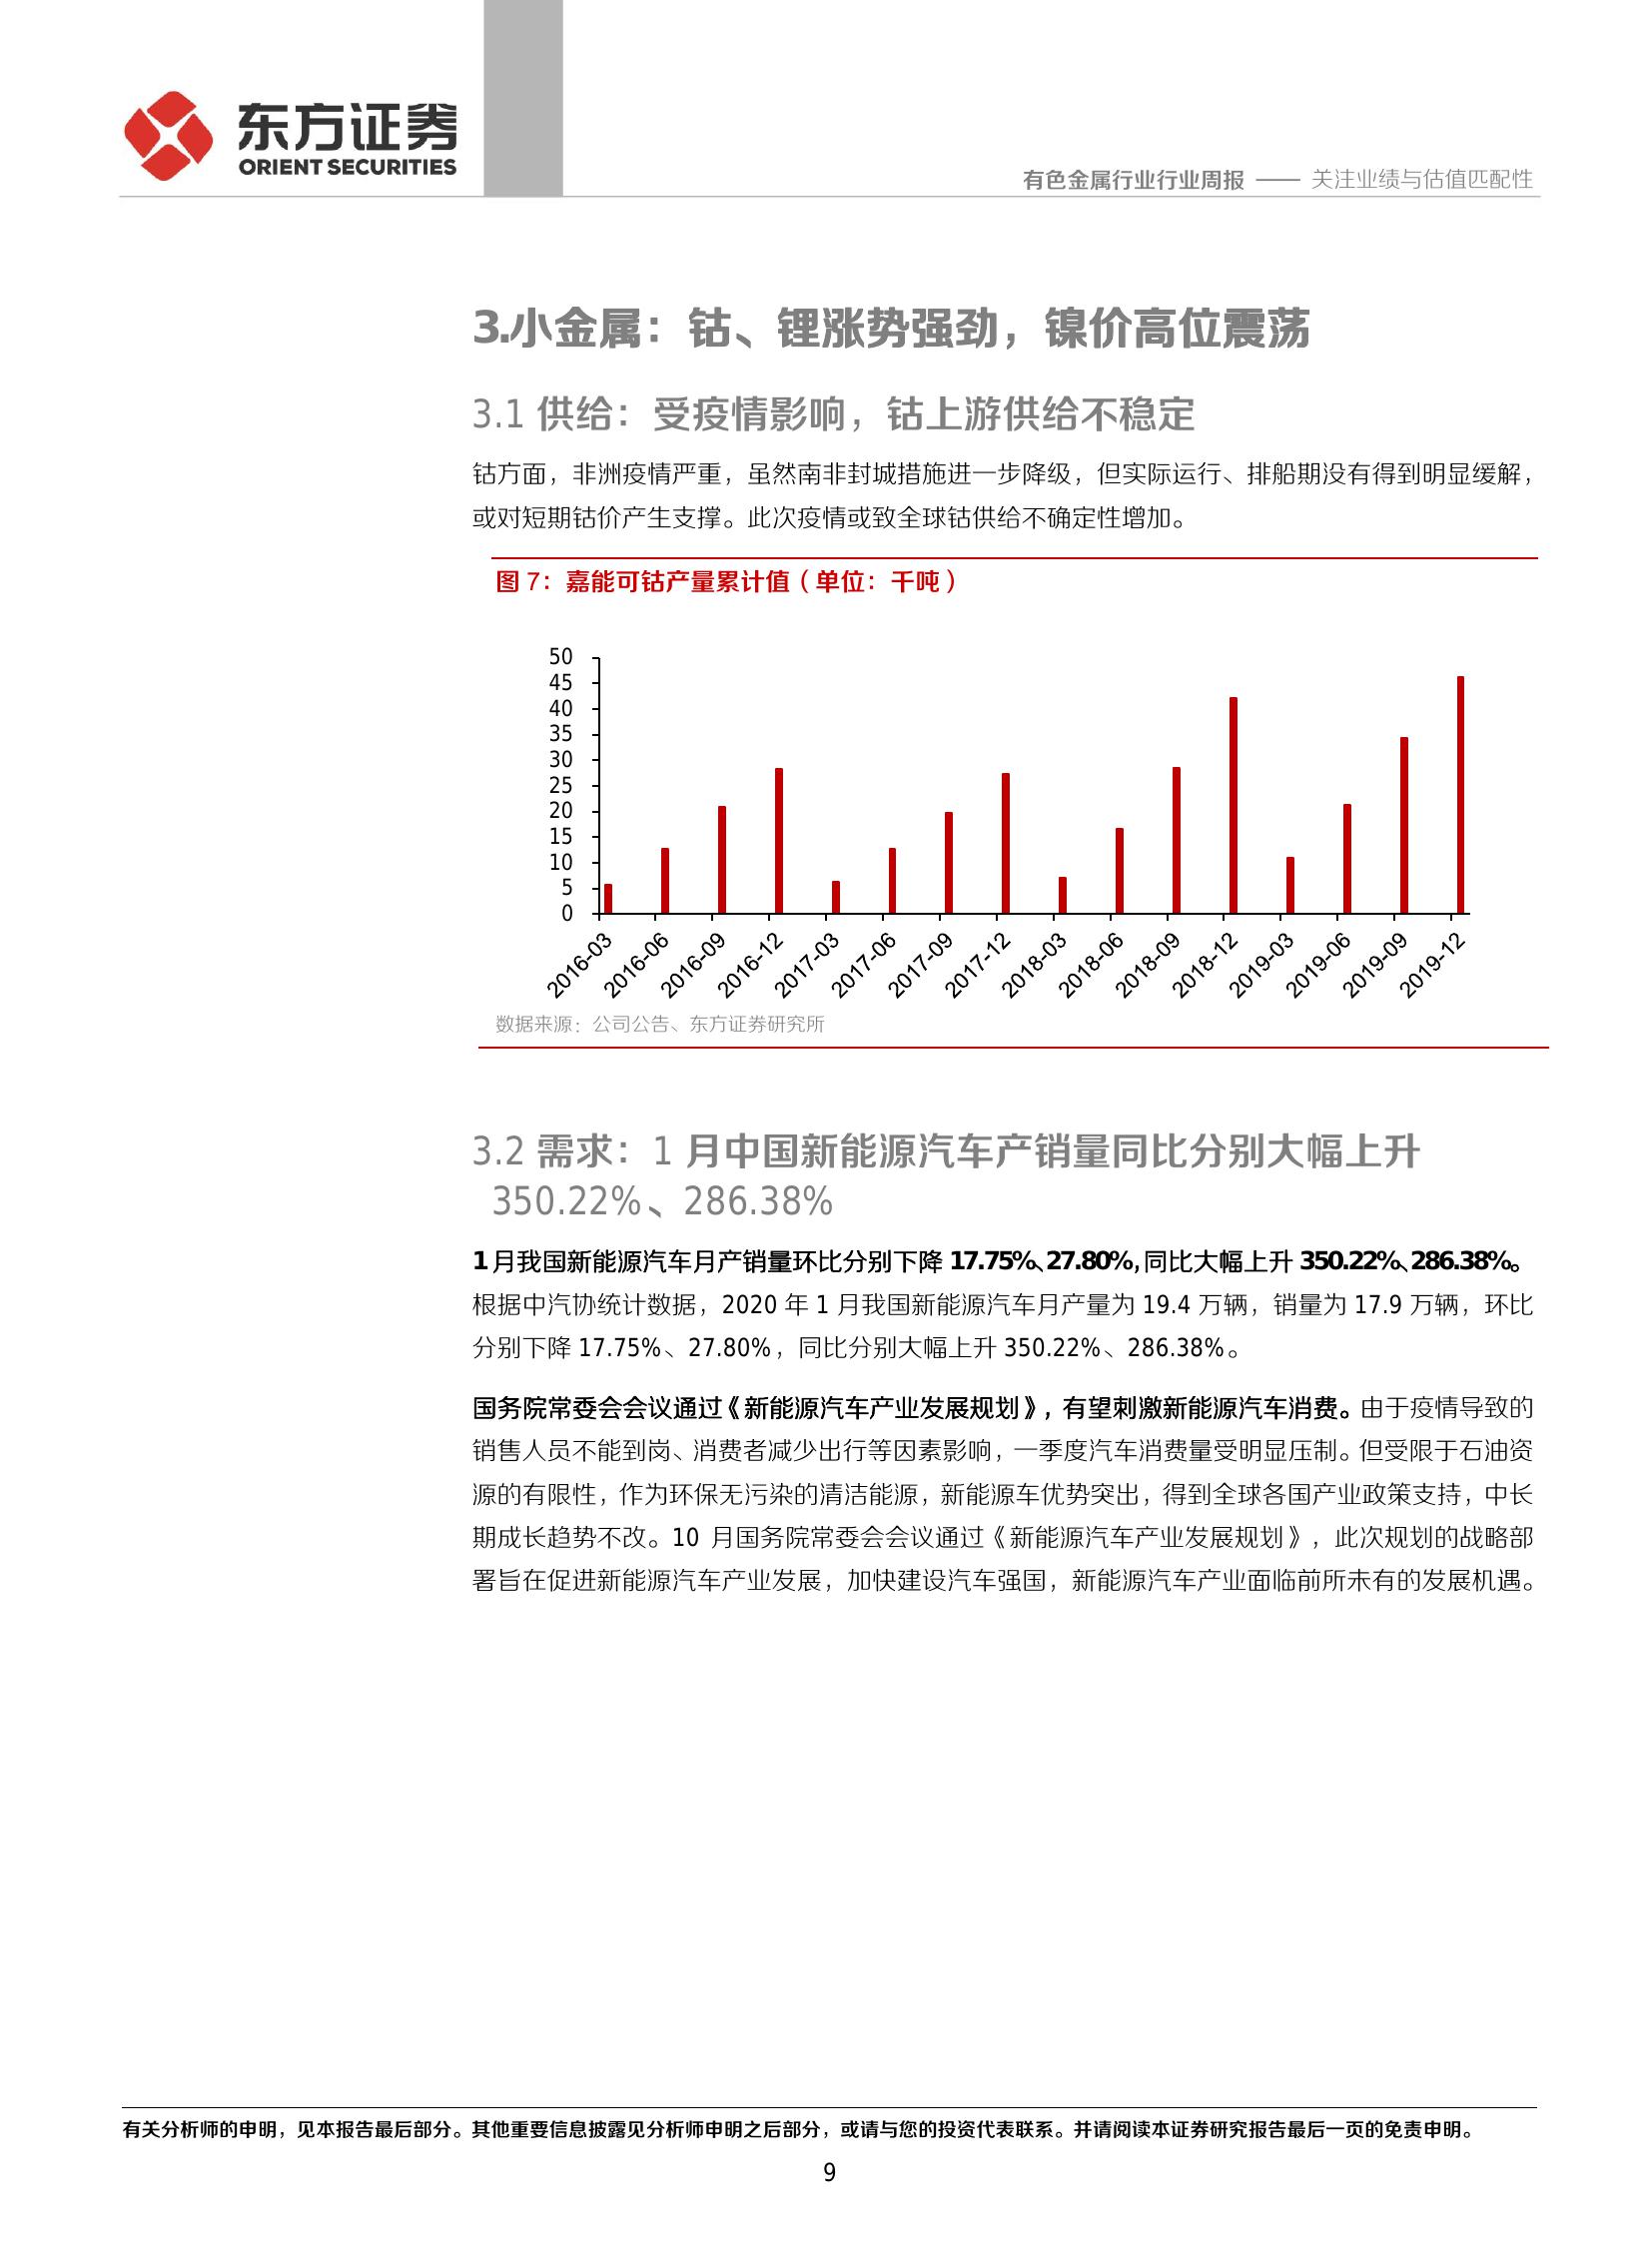 东方证券
ORIENT SECURITIES
有色金属行业行业周报 —— 关注业绩与估值匹配性
3.小金属：钴、锂涨势强劲，镍价高位震荡
3.1 供给：受疫情影响，钴上游供给不稳定
钴方面，非洲疫情严重，虽然南非封城措施进一步降级，但实际运行、排船期没有得到明显缓解，
或对短期钴价产生支撑。此次疫情或致全球钴供给不确定性增加。
图 7：嘉能可钴产量累计值（单位：千吨）
50
45
40
35
30
25
20
15
10
5
0
2016-03
2016-06
2016-09
2016-12
2017-03
2017-06
2017-09
2017-12
2018-03
2018-06
2018-09
2018-12
2019-03
2019-06
2019-09
2019-12
数据来源：公司公告、东方证券研究所
3.2 需求：1 月中国新能源汽车产销量同比分别大幅上升
350.22%、286.38%
1 月我国新能源汽车月产销量环比分别下降 17.75%、27.80%,同比大幅上升 350.22%、286.38%。
根据中汽协统计数据，2020 年 1 月我国新能源汽车月产量为 19.4 万辆，销量为 17.9 万辆，环比
分别下降 17.75%、27.80%，同比分别大幅上升 350.22%、286.38%。
国务院常委会会议通过《新能源汽车产业发展规划》，有望刺激新能源汽车消费。由于疫情导致的
销售人员不能到岗、消费者减少出行等因素影响，一季度汽车消费量受明显压制。但受限于石油资
源的有限性，作为环保无污染的清洁能源，新能源车优势突出，得到全球各国产业政策支持，中长
期成长趋势不改。10 月国务院常委会会议通过《新能源汽车产业发展规划》，此次规划的战略部
署旨在促进新能源汽车产业发展，加快建设汽车强国，新能源汽车产业面临前所未有的发展机遇。
有关分析师的申明，见本报告最后部分。其他重要信息披露见分析师申明之后部分，或请与您的投资代表联系。并请阅读本证券研究报告最后一页的免责申明。
9